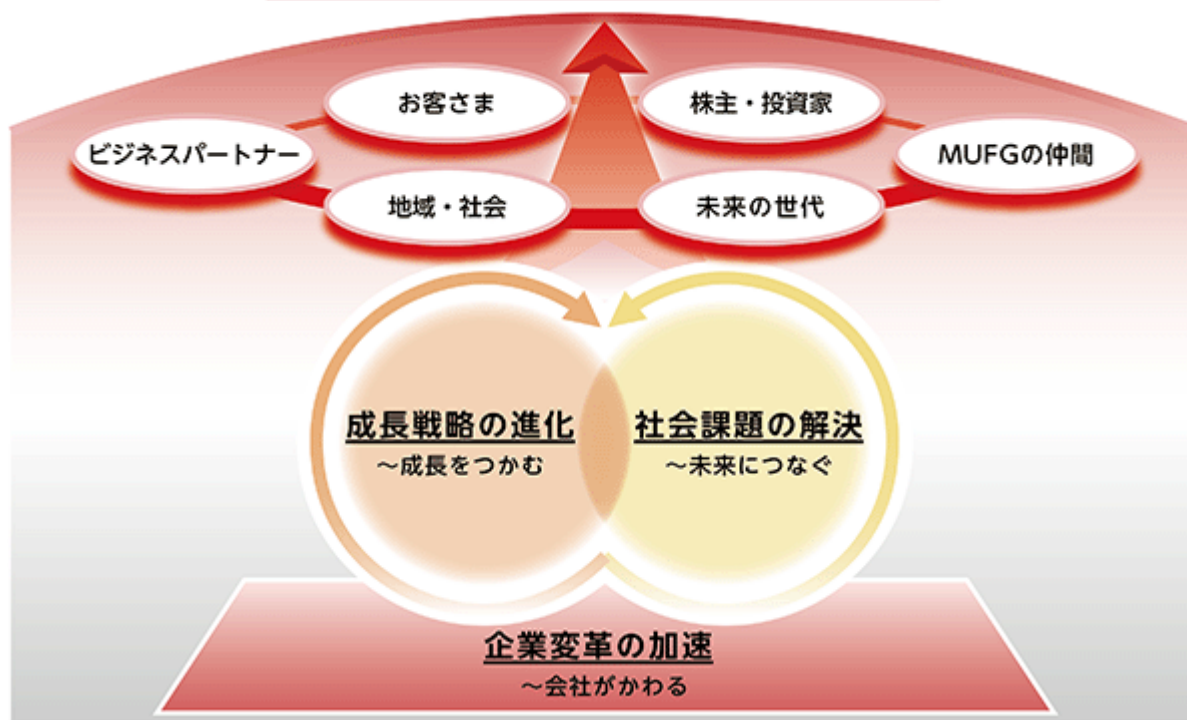 お客さま
株主・投資家
ビジネスパートナー
MUFGの仲間
地域・社会
未来の世代
成長戦略の進化
～成長をつかむ
社会課題の解決
～未来につなぐ
企業変革の加速
～会社がかわる